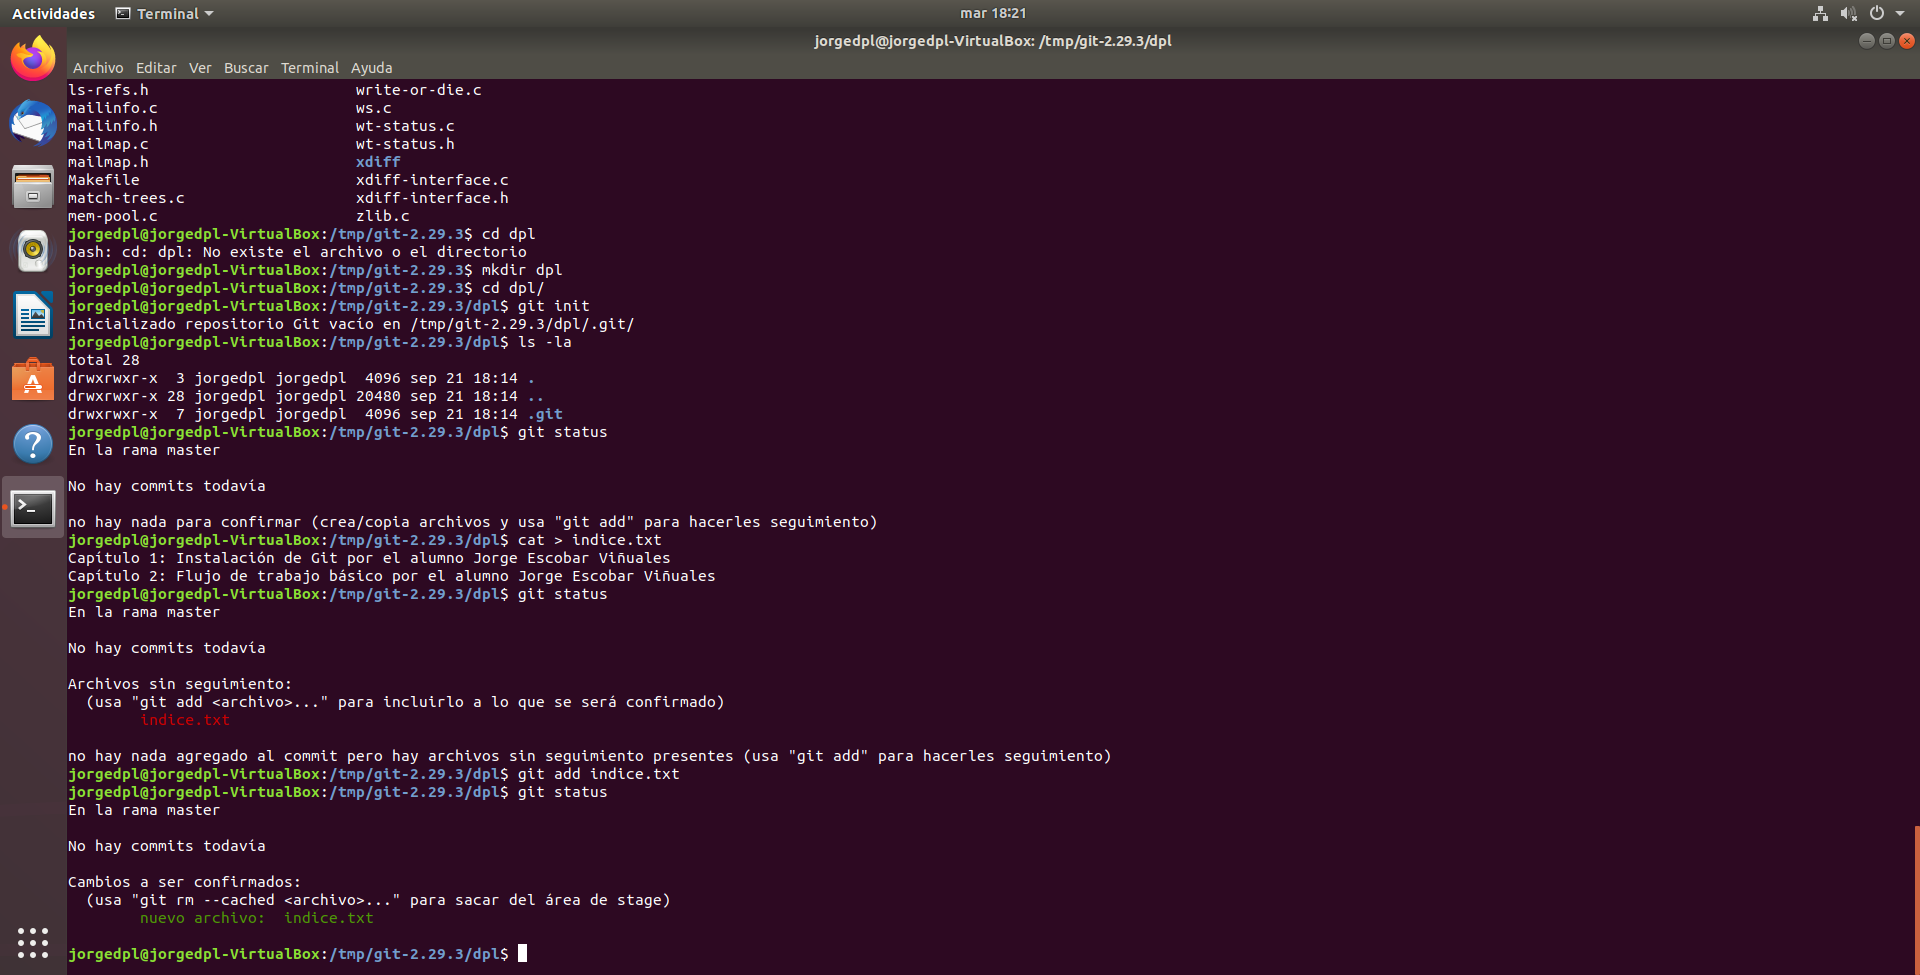 Actividades Terminal mar 18:21
jorgedpl@jorgedpl-VirtualBox: /tmp/git-2.29.3/dpl
Archivo Editar Ver Buscar Terminal Ayuda
ls-refs.h write-or-die.c
mailinfo.c ws.c
mailinfo.h wt-status.c
mailmap.c wt-status.h
mailmap.h xdiff
Makefile xdiff-interface.c
match-trees.c xdiff-interface.h
mem-pool.c zlib.c
jorgedpl@jorgedpl-VirtualBox:/tmp/git-2.29.3$ cd dpl
bash: cd: dpl: No existe el archivo o el directorio
jorgedpl@jorgedpl-VirtualBox:/tmp/git-2.29.3$ mkdir dpl
jorgedpl@jorgedpl-VirtualBox:/tmp/git-2.29.3$ cd dpl/
jorgedpl@jorgedpl-VirtualBox:/tmp/git-2.29.3/dpl$ git init
Inicializado repositorio Git vacío en /tmp/git-2.29.3/dpl/.git/
jorgedpl@jorgedpl-VirtualBox:/tmp/git-2.29.3/dpl$ ls -la
total 28
drwxrwxr-x  3 jorgedpl jorgedpl  4096 sep 21 18:14 .
drwxrwxr-x 28 jorgedpl jorgedpl 20480 sep 21 18:14 ..
drwxrwxr-x  7 jorgedpl jorgedpl  4096 sep 21 18:14 .git
jorgedpl@jorgedpl-VirtualBox:/tmp/git-2.29.3/dpl$ git status
En la rama master
No hay commits todavía
no hay nada para confirmar (crea/copia archivos y usa "git add" para hacerles seguimiento)
jorgedpl@jorgedpl-VirtualBox:/tmp/git-2.29.3/dpl$ cat > indice.txt
Capítulo 1: Instalación de Git por el alumno Jorge Escobar Viñuales
Capítulo 2: Flujo de trabajo básico por el alumno Jorge Escobar Viñuales
jorgedpl@jorgedpl-VirtualBox:/tmp/git-2.29.3/dpl$ git status
En la rama master
No hay commits todavía
Archivos sin seguimiento:
(usa "git add <archivo>..." para incluirlo a lo que se será confirmado)
indice.txt
no hay nada agregado al commit pero hay archivos sin seguimiento presentes (usa "git add" para hacerles seguimiento)
jorgedpl@jorgedpl-VirtualBox:/tmp/git-2.29.3/dpl$ git add indice.txt
jorgedpl@jorgedpl-VirtualBox:/tmp/git-2.29.3/dpl$ git status
En la rama master
No hay commits todavía
Cambios a ser confirmados:
(usa "git rm --cached <archivo>..." para sacar del área de stage)
nuevo archivo:  indice.txt
jorgedpl@jorgedpl-VirtualBox:/tmp/git-2.29.3/dpl$